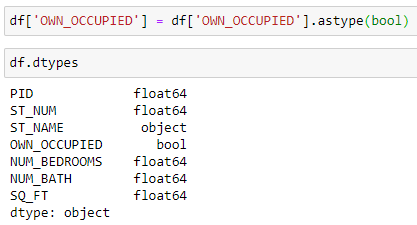 df['OWN_OCCUPIED'] = df['OWN_OCCUPIED'].astype(bool)
df.dtypes
PID float64
ST_NUM float64
ST_NAME object
OWN_OCCUPIED bool
NUM_BEDROOMS float64
NUM_BATH float64
SQ_FT float64
dtype: object